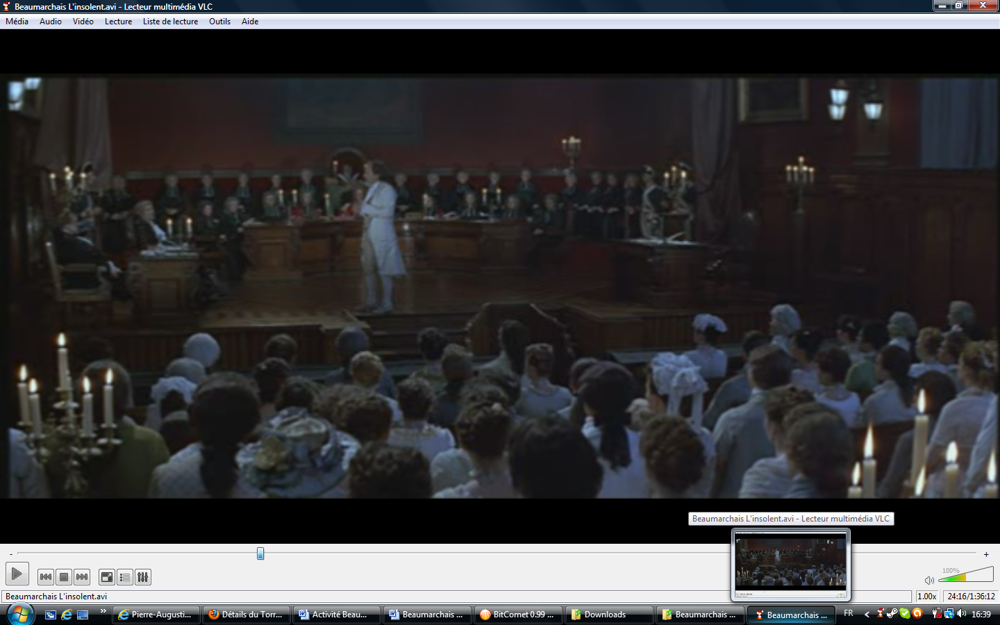 Beaumarchais L'insolent.avi - Lecteur multimédia VLC
Média Audio Vidéo Lecture Liste de lecture Outils Aide
Beaumarchais L'insolent.avi - Lecteur multimédia VLC
- +
100%
Beaumarchais L'insolent.avi 1.00x 24:16/1:36:12
Pierre-Augusti... Détails du Torr... Activité Beau... Beaumarchais ... BitComet 0.99 ... Downloads Beaumarchais ... Beaumarchais ... FR 16:39